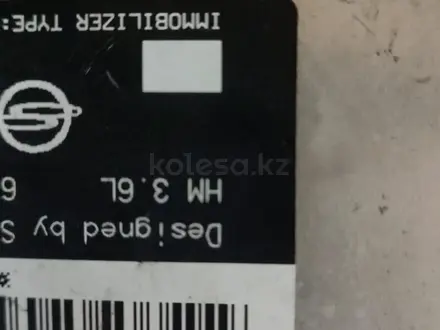 *
Designed by S
HM 3.6L
IMMOBILIZER TYPE:
kolesa.kz